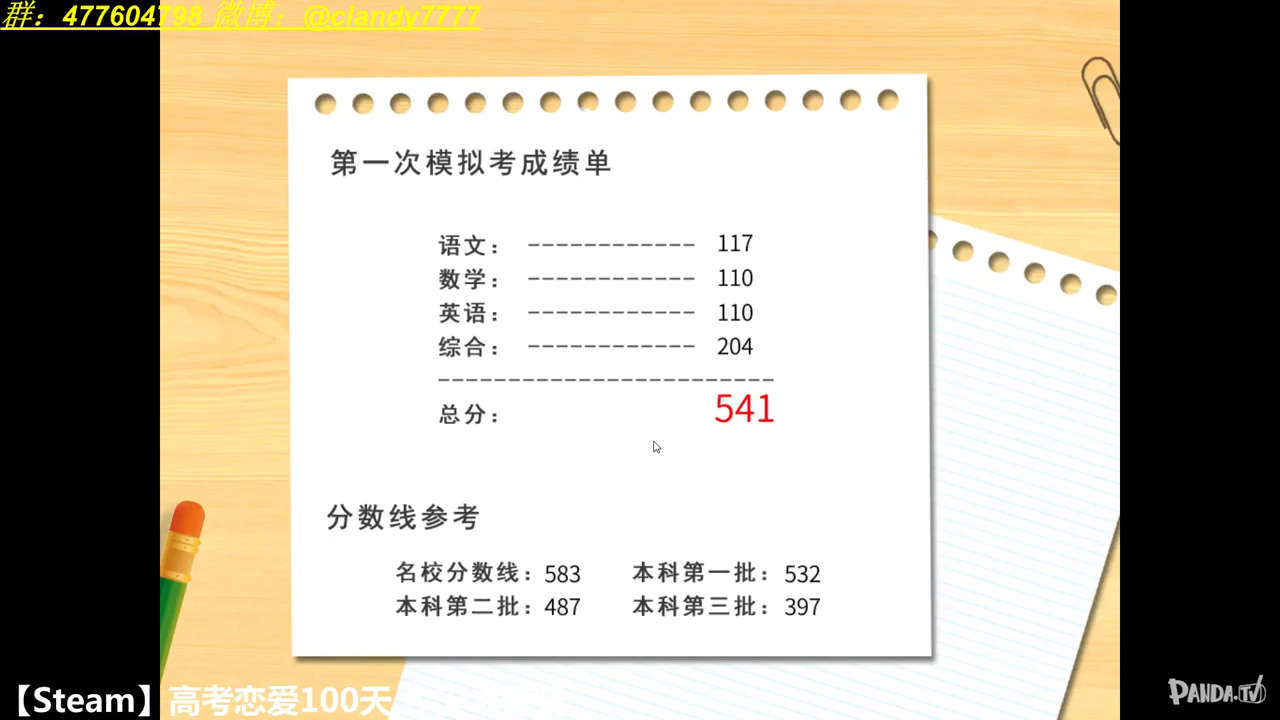 群：477604798 微博：@clandy7777
第一次模拟考成绩单
语文：------------ 117
数学：------------ 110
英语：------------ 110
综合：------------ 204
------------------------
总分： 541
分数线参考
名校分数线：583 本科第一批：532
本科第二批：487 本科第三批：397
【Steam】高考恋爱100天
PANDA.TV